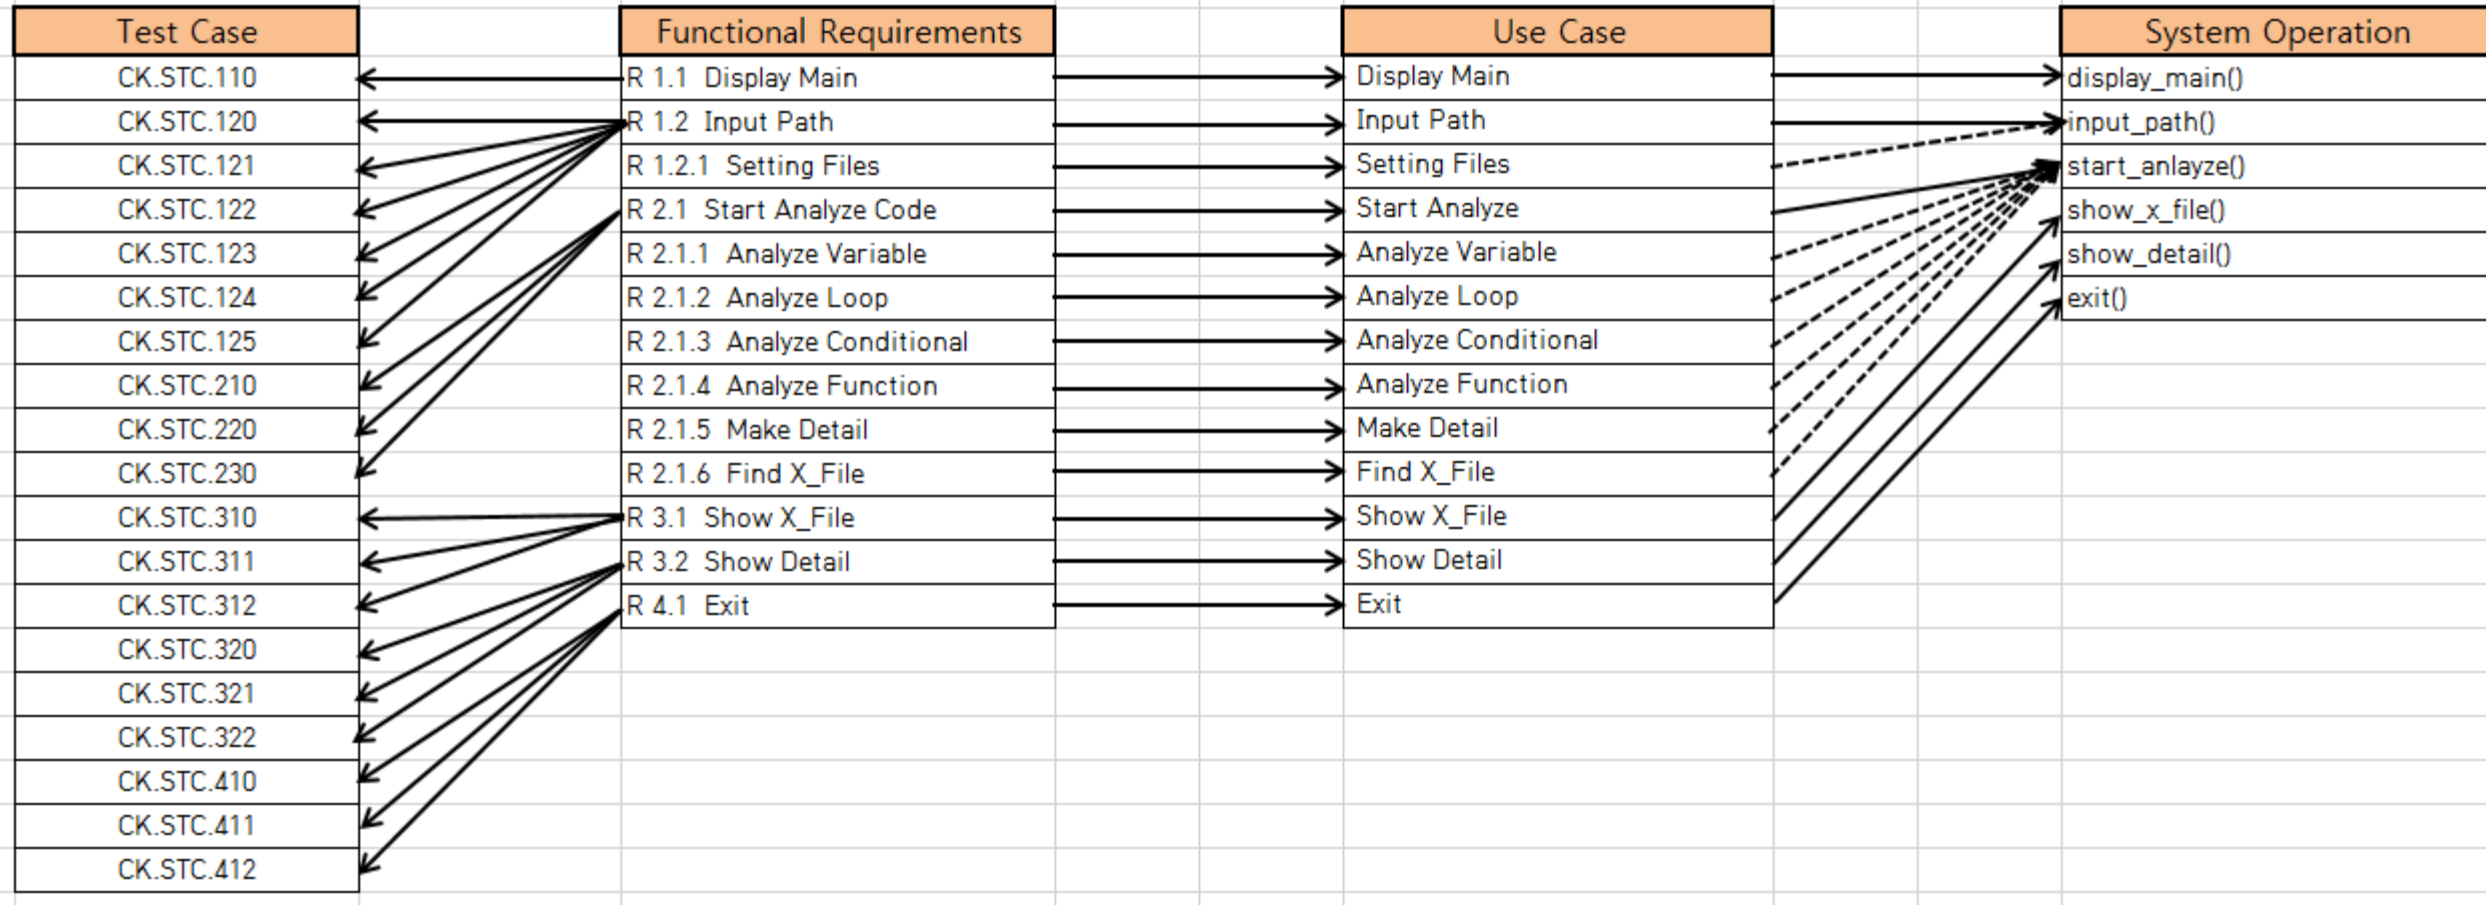 Test Case Functional Requirements Use Case System Operation
CK.STC.110 R 1.1 Display Main Display Main display_main()
CK.STC.120 R 1.2 Input Path Input Path input_path()
CK.STC.121 R 1.2.1 Setting Files Setting Files start_anlayze()
CK.STC.122 R 2.1 Start Analyze Code Start Analyze show_x_file()
CK.STC.123 R 2.1.1 Analyze Variable Analyze Variable show_detail()
CK.STC.124 R 2.1.2 Analyze Loop Analyze Loop exit()
CK.STC.125 R 2.1.3 Analyze Conditional Analyze Conditional
CK.STC.210 R 2.1.4 Analyze Function Analyze Function
CK.STC.220 R 2.1.5 Make Detail Make Detail
CK.STC.230 R 2.1.6 Find X_File Find X_File
CK.STC.310 R 3.1 Show X_File Show X_File
CK.STC.311 R 3.2 Show Detail Show Detail
CK.STC.312 R 4.1 Exit Exit
CK.STC.320
CK.STC.321
CK.STC.322
CK.STC.410
CK.STC.411
CK.STC.412